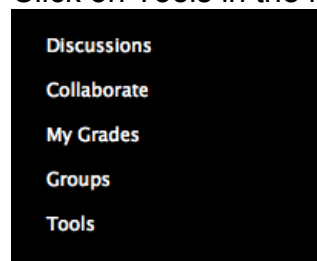 Click on Tools in the
Discussions
Collaborate
My Grades
Groups
Tools